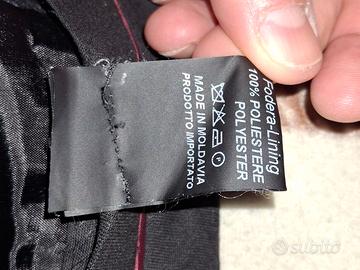 Fodera-Lining
100% POLIESTERE
POLYESTER
MADE IN MOLDAVIA
PRODOTTO IMPORTATO
subito